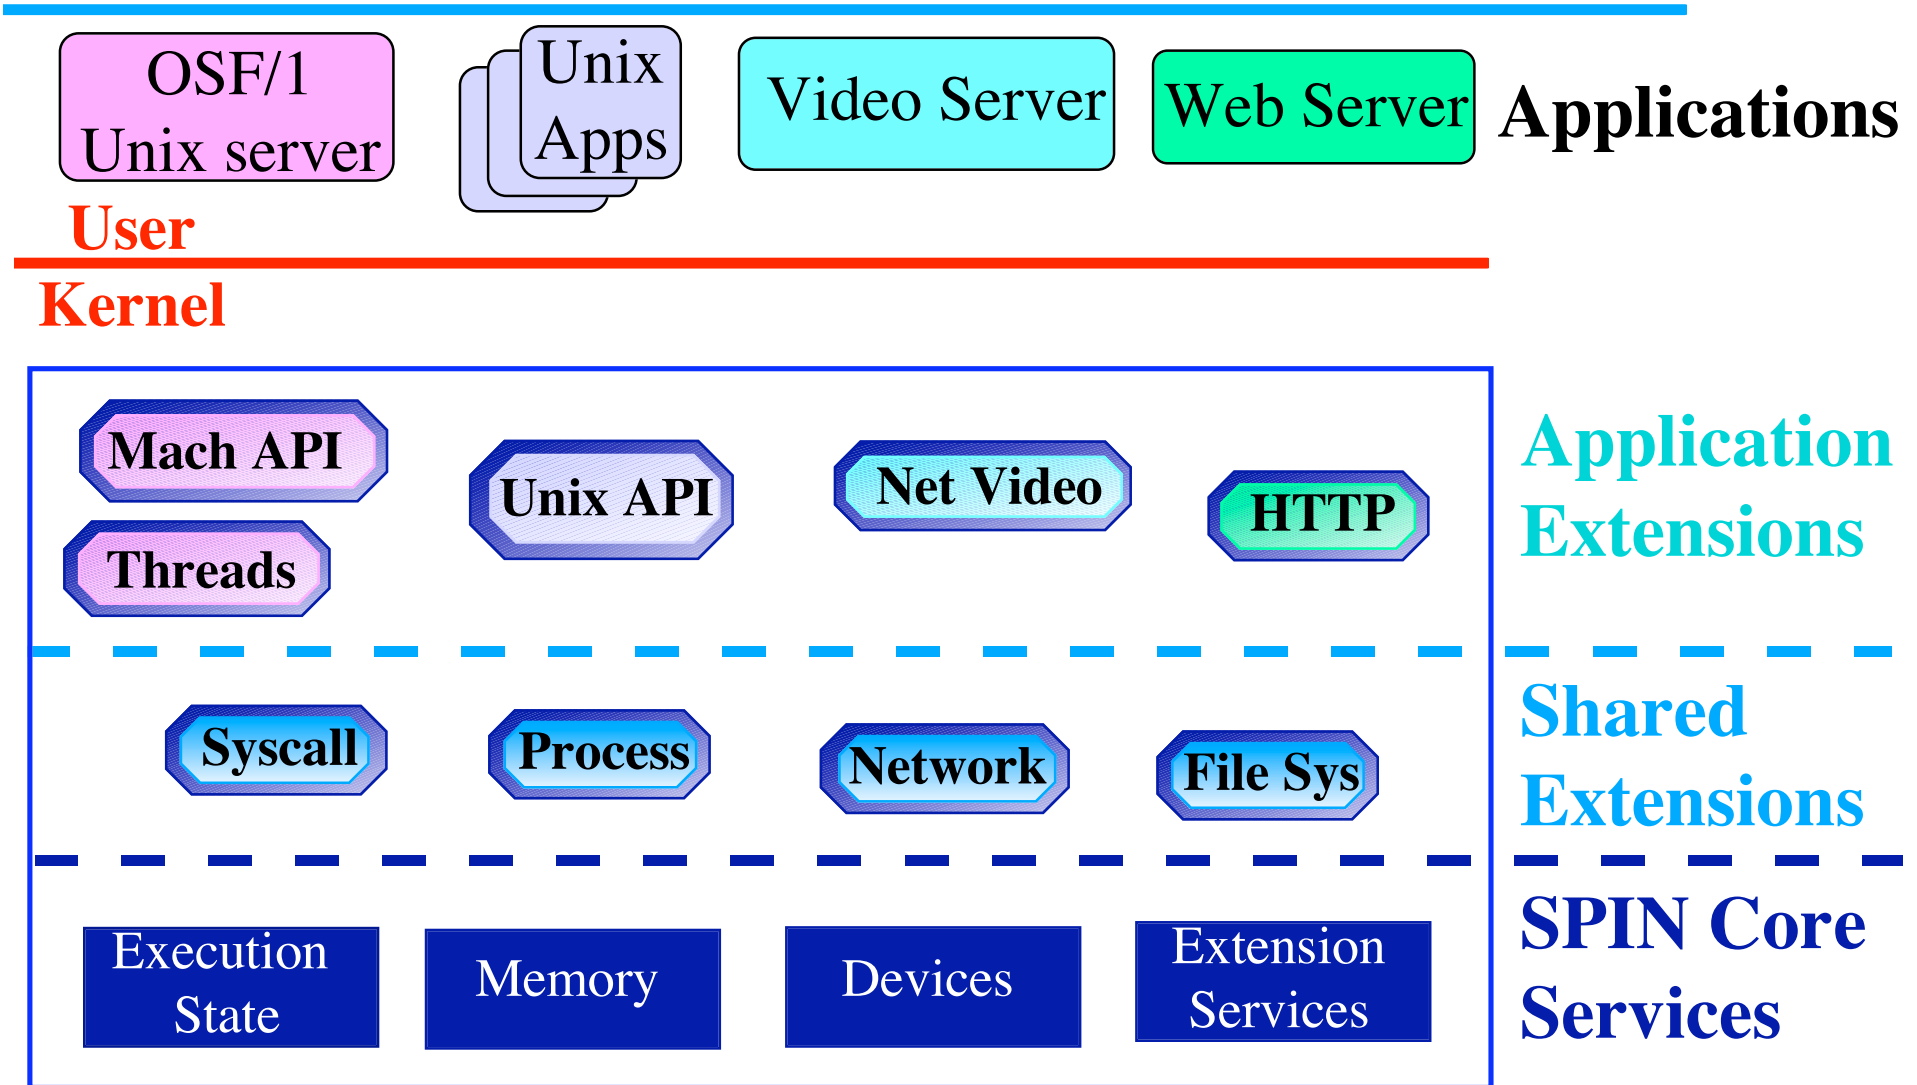 OSF/1
Unix server
Unix
Apps
Video Server
Web Server
Applications
User
Kernel
Mach API
Threads
Unix API
Net Video
HTTP
Application
Extensions
Syscall
Process
Network
File Sys
Shared
Extensions
Execution
State
Memory
Devices
Extension
Services
SPIN Core
Services